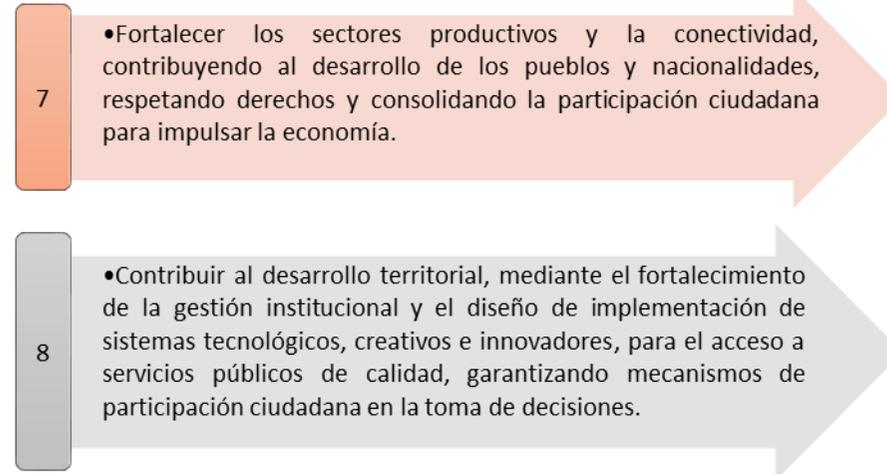 7
•Fortalecer los sectores productivos y la conectividad,
contribuyendo al desarrollo de los pueblos y nacionalidades,
respetando derechos y consolidando la participación ciudadana
para impulsar la economía.
8
•Contribuir al desarrollo territorial, mediante el fortalecimiento
de la gestión institucional y el diseño de implementación de
sistemas tecnológicos, creativos e innovadores, para el acceso a
servicios públicos de calidad, garantizando mecanismos de
participación ciudadana en la toma de decisiones.